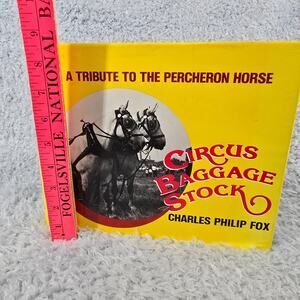 A TRIBUTE TO THE PERCHERON HORSE
CIRCUS
BAGGAGE
STOCK
CHARLES PHILIP FOX
FOGELSVILLE NATIONAL BA